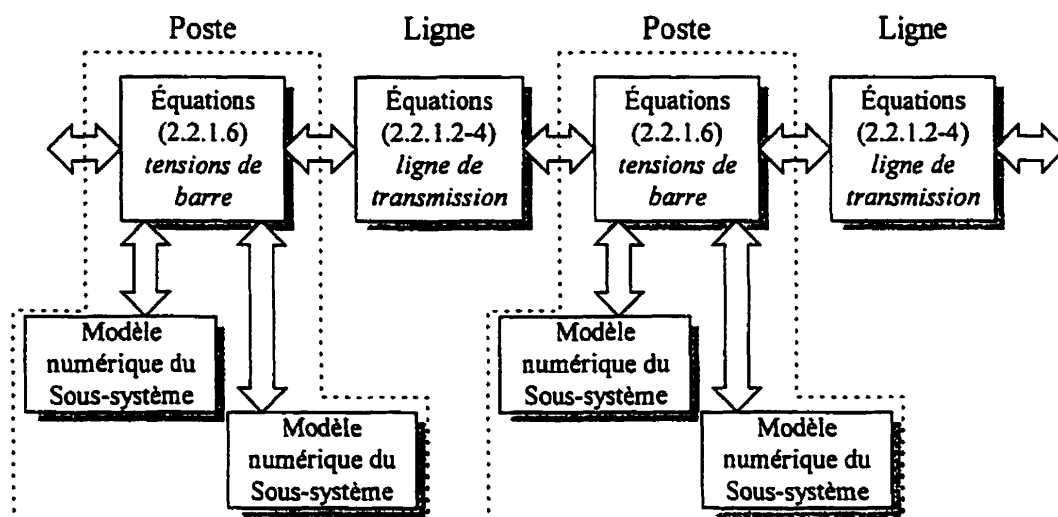 Poste
Ligne
Poste
Ligne
Équations
(2.2.1.6)
tensions de
barre
Équations
(2.2.1.2-4)
ligne de
transmission
Équations
(2.2.1.6)
tensions de
barre
Équations
(2.2.1.2-4)
ligne de
transmission
Modèle
numérique du
Sous-système
Modèle
numérique du
Sous-système
Modèle
numérique du
Sous-système
Modèle
numérique du
Sous-système